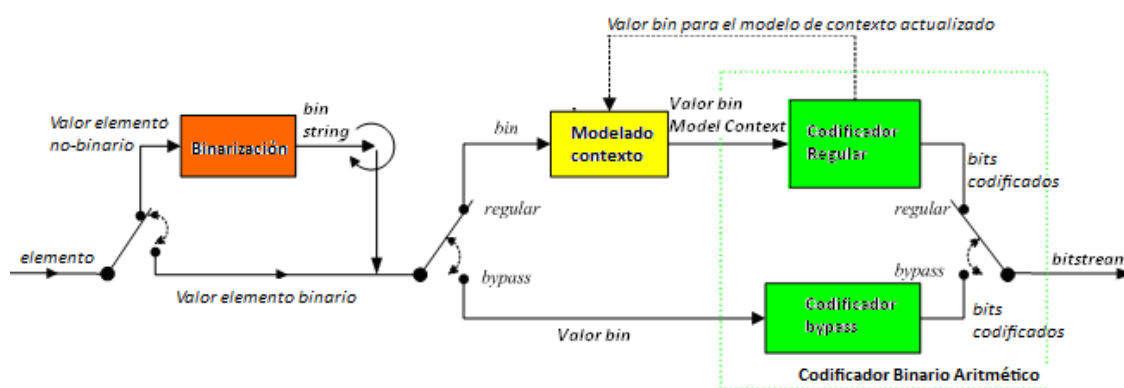 Valor bin para el modelo de contexto actualizado
Valor elemento
no-binario
bin
string
Binarización
bin
Modelado
contexto
Valor bin
Model Context
Codificador
Regular
bits
codificados
regular
regular
elemento
bypass
bypass
bitstream
Valor elemento binario
Valor bin
Codificador
bypass
bits
codificados
Codificador Binario Aritmético